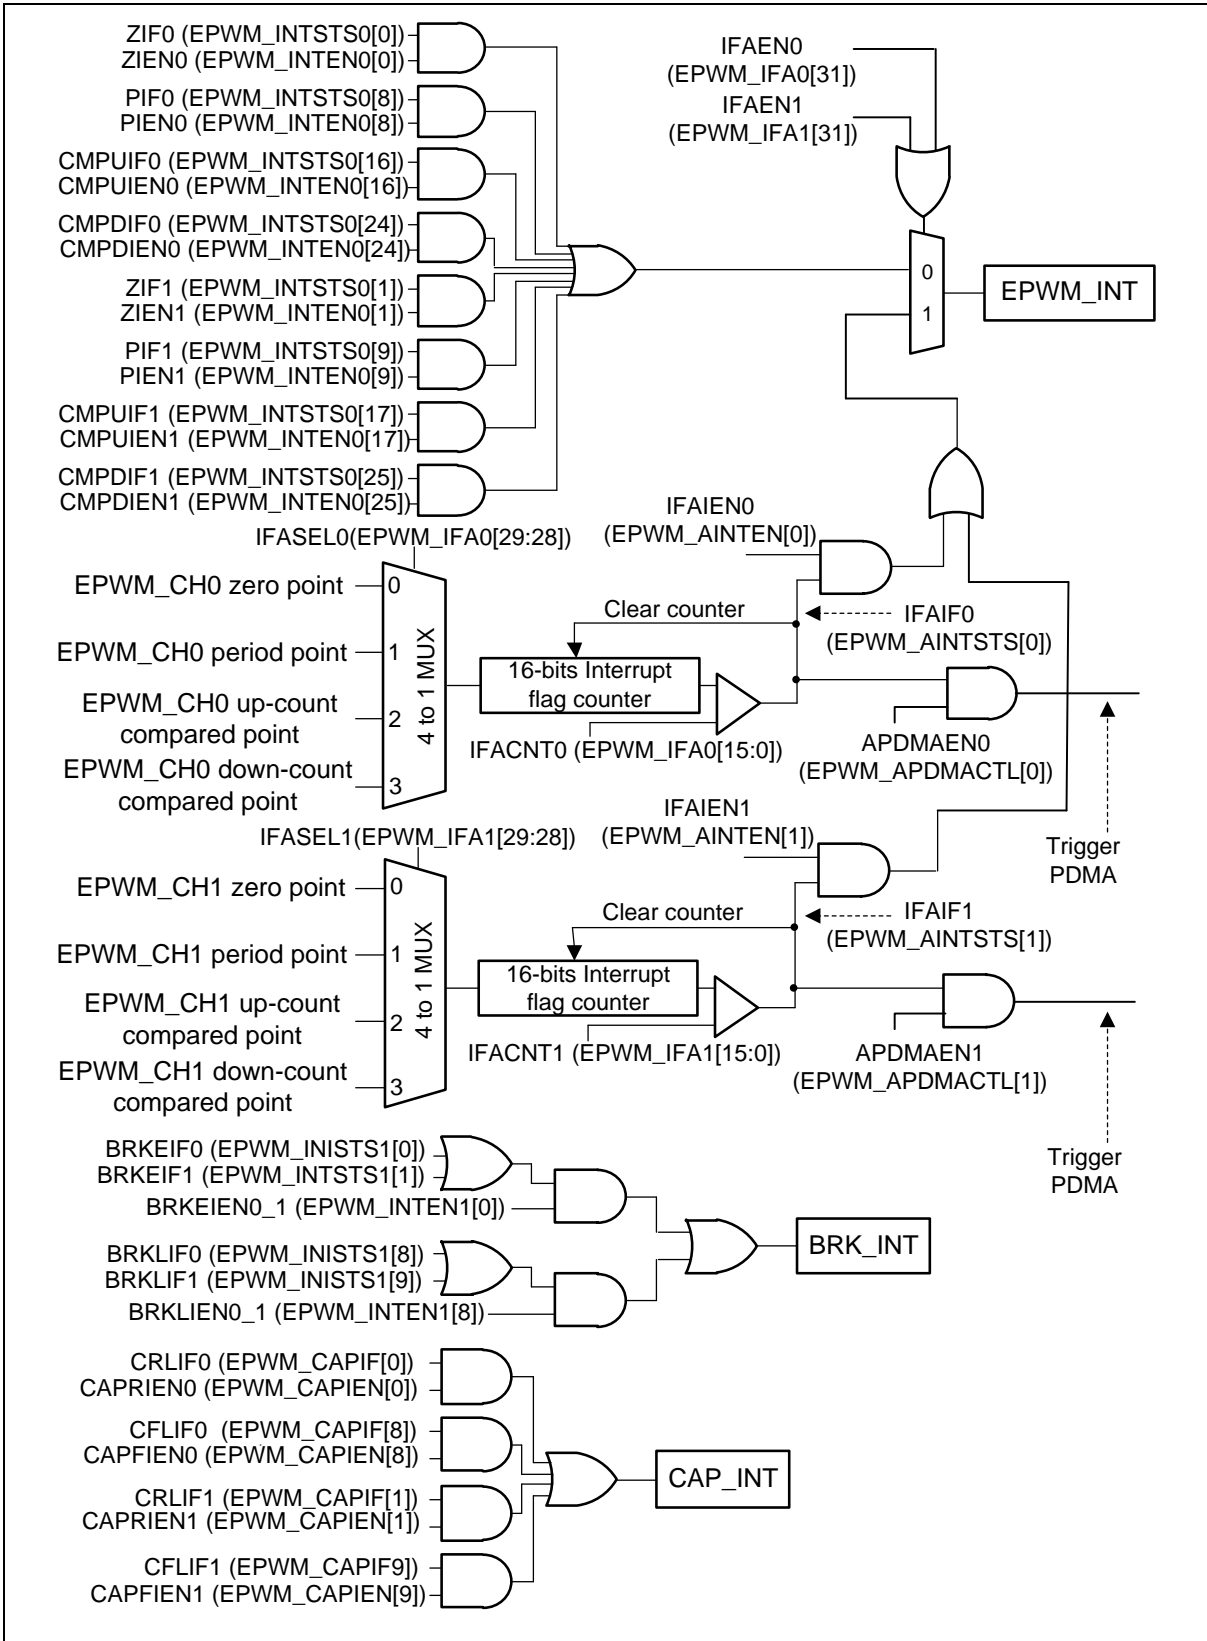 ZIF0 (EPWM_INTSTS0[0])
ZIEN0 (EPWM_INTEN0[0])
PIF0 (EPWM_INTSTS0[8])
PIEN0 (EPWM_INTEN0[8])
CMPUIF0 (EPWM_INTSTS0[16])
CMPUIEN0 (EPWM_INTEN0[16])
CMPDIF0 (EPWM_INTSTS0[24])
CMPDIEN0 (EPWM_INTEN0[24])
ZIF1 (EPWM_INTSTS0[1])
ZIEN1 (EPWM_INTEN0[1])
PIF1 (EPWM_INTSTS0[9])
PIEN1 (EPWM_INTEN0[9])
CMPUIF1 (EPWM_INTSTS0[17])
CMPUIEN1 (EPWM_INTEN0[17])
CMPDIF1 (EPWM_INTSTS0[25])
CMPDIEN1 (EPWM_INTEN0[25])
IFAEN0
(EPWM_IFA0[31])
IFAEN1
(EPWM_IFA1[31])
0
1
EPWM_INT
IFASEL0(EPWM_IFA0[29:28])
EPWM_CH0 zero point
0
EPWM_CH0 period point
1
EPWM_CH0 up-count
compared point
2
EPWM_CH0 down-count
compared point
3
4 to 1 MUX
16-bits Interrupt
flag counter
Clear counter
IFACNT0 (EPWM_IFA0[15:0])
IFAIEN0
(EPWM_AINTEN[0])
IFAIF0
(EPWM_AINTSTS[0])
APDMAEN0
(EPWM_APDMACTL[0])
Trigger
PDMA
IFASEL1(EPWM_IFA1[29:28])
EPWM_CH1 zero point
0
EPWM_CH1 period point
1
EPWM_CH1 up-count
compared point
2
EPWM_CH1 down-count
compared point
3
4 to 1 MUX
16-bits Interrupt
flag counter
Clear counter
IFACNT1 (EPWM_IFA1[15:0])
IFAIEN1
(EPWM_AINTEN[1])
IFAIF1
(EPWM_AINTSTS[1])
APDMAEN1
(EPWM_APDMACTL[1])
Trigger
PDMA
BRKEIF0 (EPWM_INISTS1[0])
BRKEIF1 (EPWM_INTSTS1[1])
BRKEIEN0_1 (EPWM_INTEN1[0])
BRKLIF0 (EPWM_INISTS1[8])
BRKLIF1 (EPWM_INISTS1[9])
BRKLIEN0_1 (EPWM_INTEN1[8])
BRK_INT
CRLIF0 (EPWM_CAPIF[0])
CAPRIEN0 (EPWM_CAPIEN[0])
CFLIF0 (EPWM_CAPIF[8])
CAPFIEN0 (EPWM_CAPIEN[8])
CRLIF1 (EPWM_CAPIF[1])
CAPRIEN1 (EPWM_CAPIEN[1])
CFLIF1 (EPWM_CAPIF9])
CAPFIEN1 (EPWM_CAPIEN[9])
CAP_INT